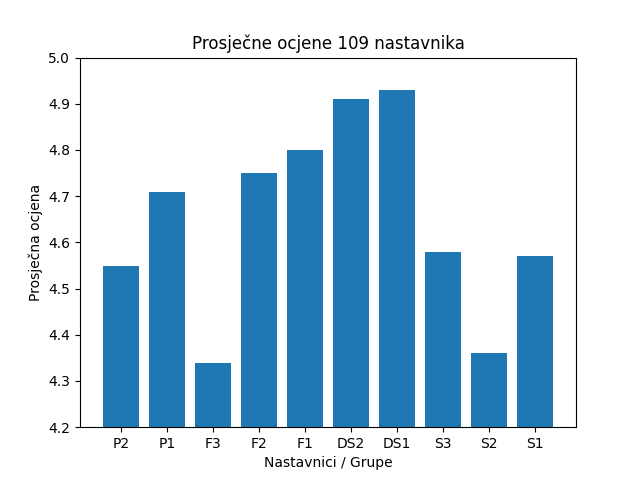 Prosječne ocjene 109 nastavnika
Prosječna ocjena
5.0
4.9
4.8
4.7
4.6
4.5
4.4
4.3
4.2
P2 P1 F3 F2 F1 DS2 DS1 S3 S2 S1
Nastavnici / Grupe